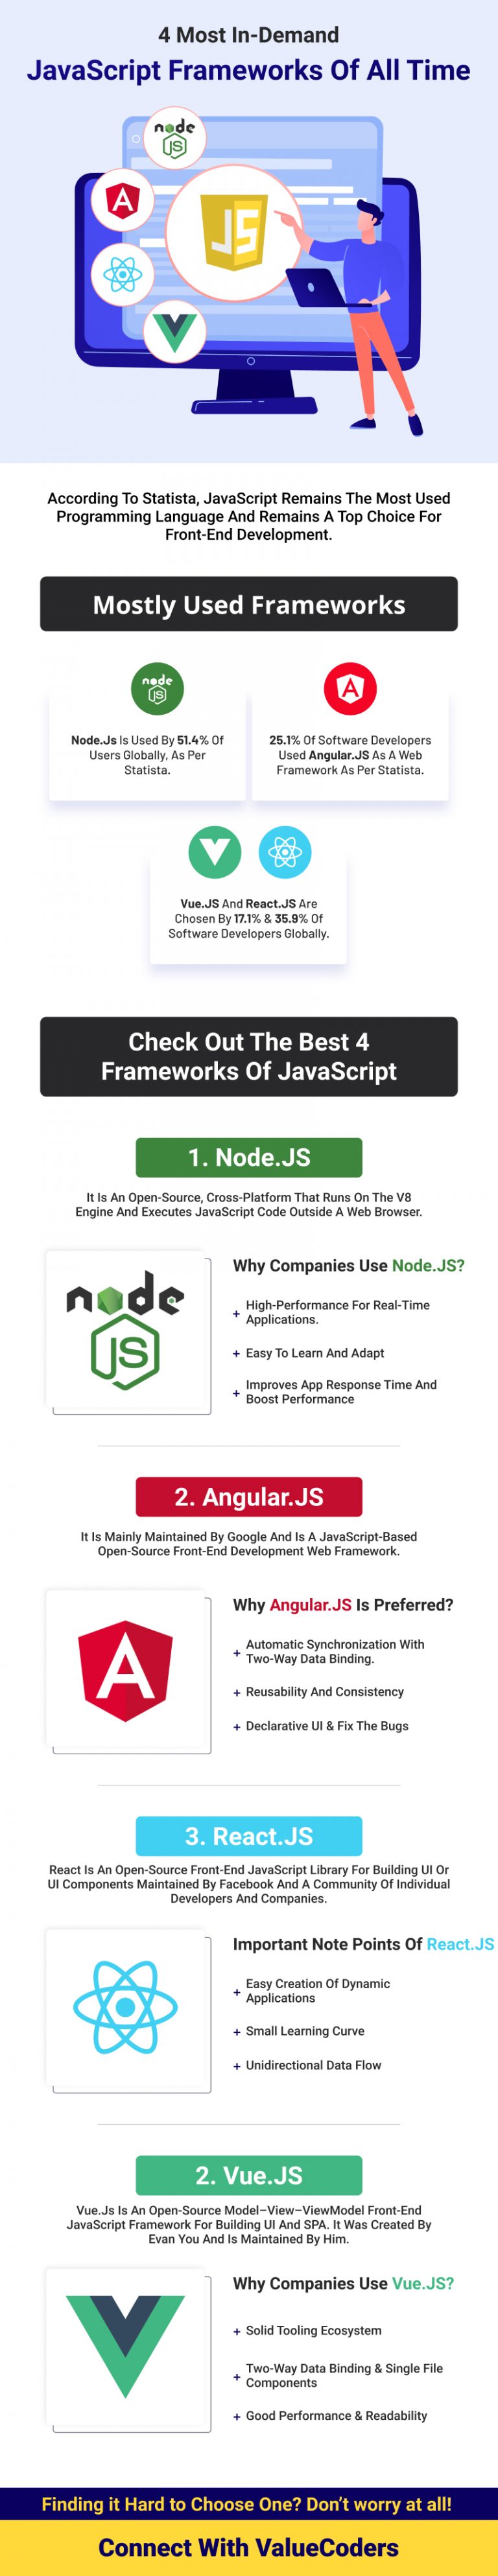 4 Most In-Demand
JavaScript Frameworks Of All Time
node
JS
A
JS
According To Statista, JavaScript Remains The Most Used
Programming Language And Remains A Top Choice For
Front-End Development.
Mostly Used Frameworks
node
JS
A
Node.Js Is Used By 51.4% Of
Users Globally, As Per
Statista.
25.1% Of Software Developers
Used Angular.JS As A Web
Framework As Per Statista.
Vue.JS And React.JS Are
Chosen By 17.1% & 35.9% Of
Software Developers Globally.
Check Out The Best 4
Frameworks Of JavaScript
1. Node.JS
It Is An Open-Source, Cross-Platform That Runs On The V8
Engine And Executes JavaScript Code Outside A Web Browser.
node
JS
Why Companies Use Node.JS?
+ High-Performance For Real-Time
Applications.
+ Easy To Learn And Adapt
+ Improves App Response Time And
Boost Performance
2. Angular.JS
It Is Mainly Maintained By Google And Is A JavaScript-Based
Open-Source Front-End Development Web Framework.
A
Why Angular.JS Is Preferred?
+ Automatic Synchronization With
Two-Way Data Binding.
+ Reusability And Consistency
+ Declarative UI & Fix The Bugs
3. React.JS
React Is An Open-Source Front-End JavaScript Library For Building UI Or
UI Components Maintained By Facebook And A Community Of Individual
Developers And Companies.
Important Note Points Of React.JS
+ Easy Creation Of Dynamic
Applications
+ Small Learning Curve
+ Unidirectional Data Flow
2. Vue.JS
Vue.Js Is An Open-Source Model–View–ViewModel Front-End
JavaScript Framework For Building UI And SPA. It Was Created By
Evan You And Is Maintained By Him.
Why Companies Use Vue.JS?
+ Solid Tooling Ecosystem
+ Two-Way Data Binding & Single File
Components
+ Good Performance & Readability
Finding it Hard to Choose One? Don't worry at all!
Connect With ValueCoders